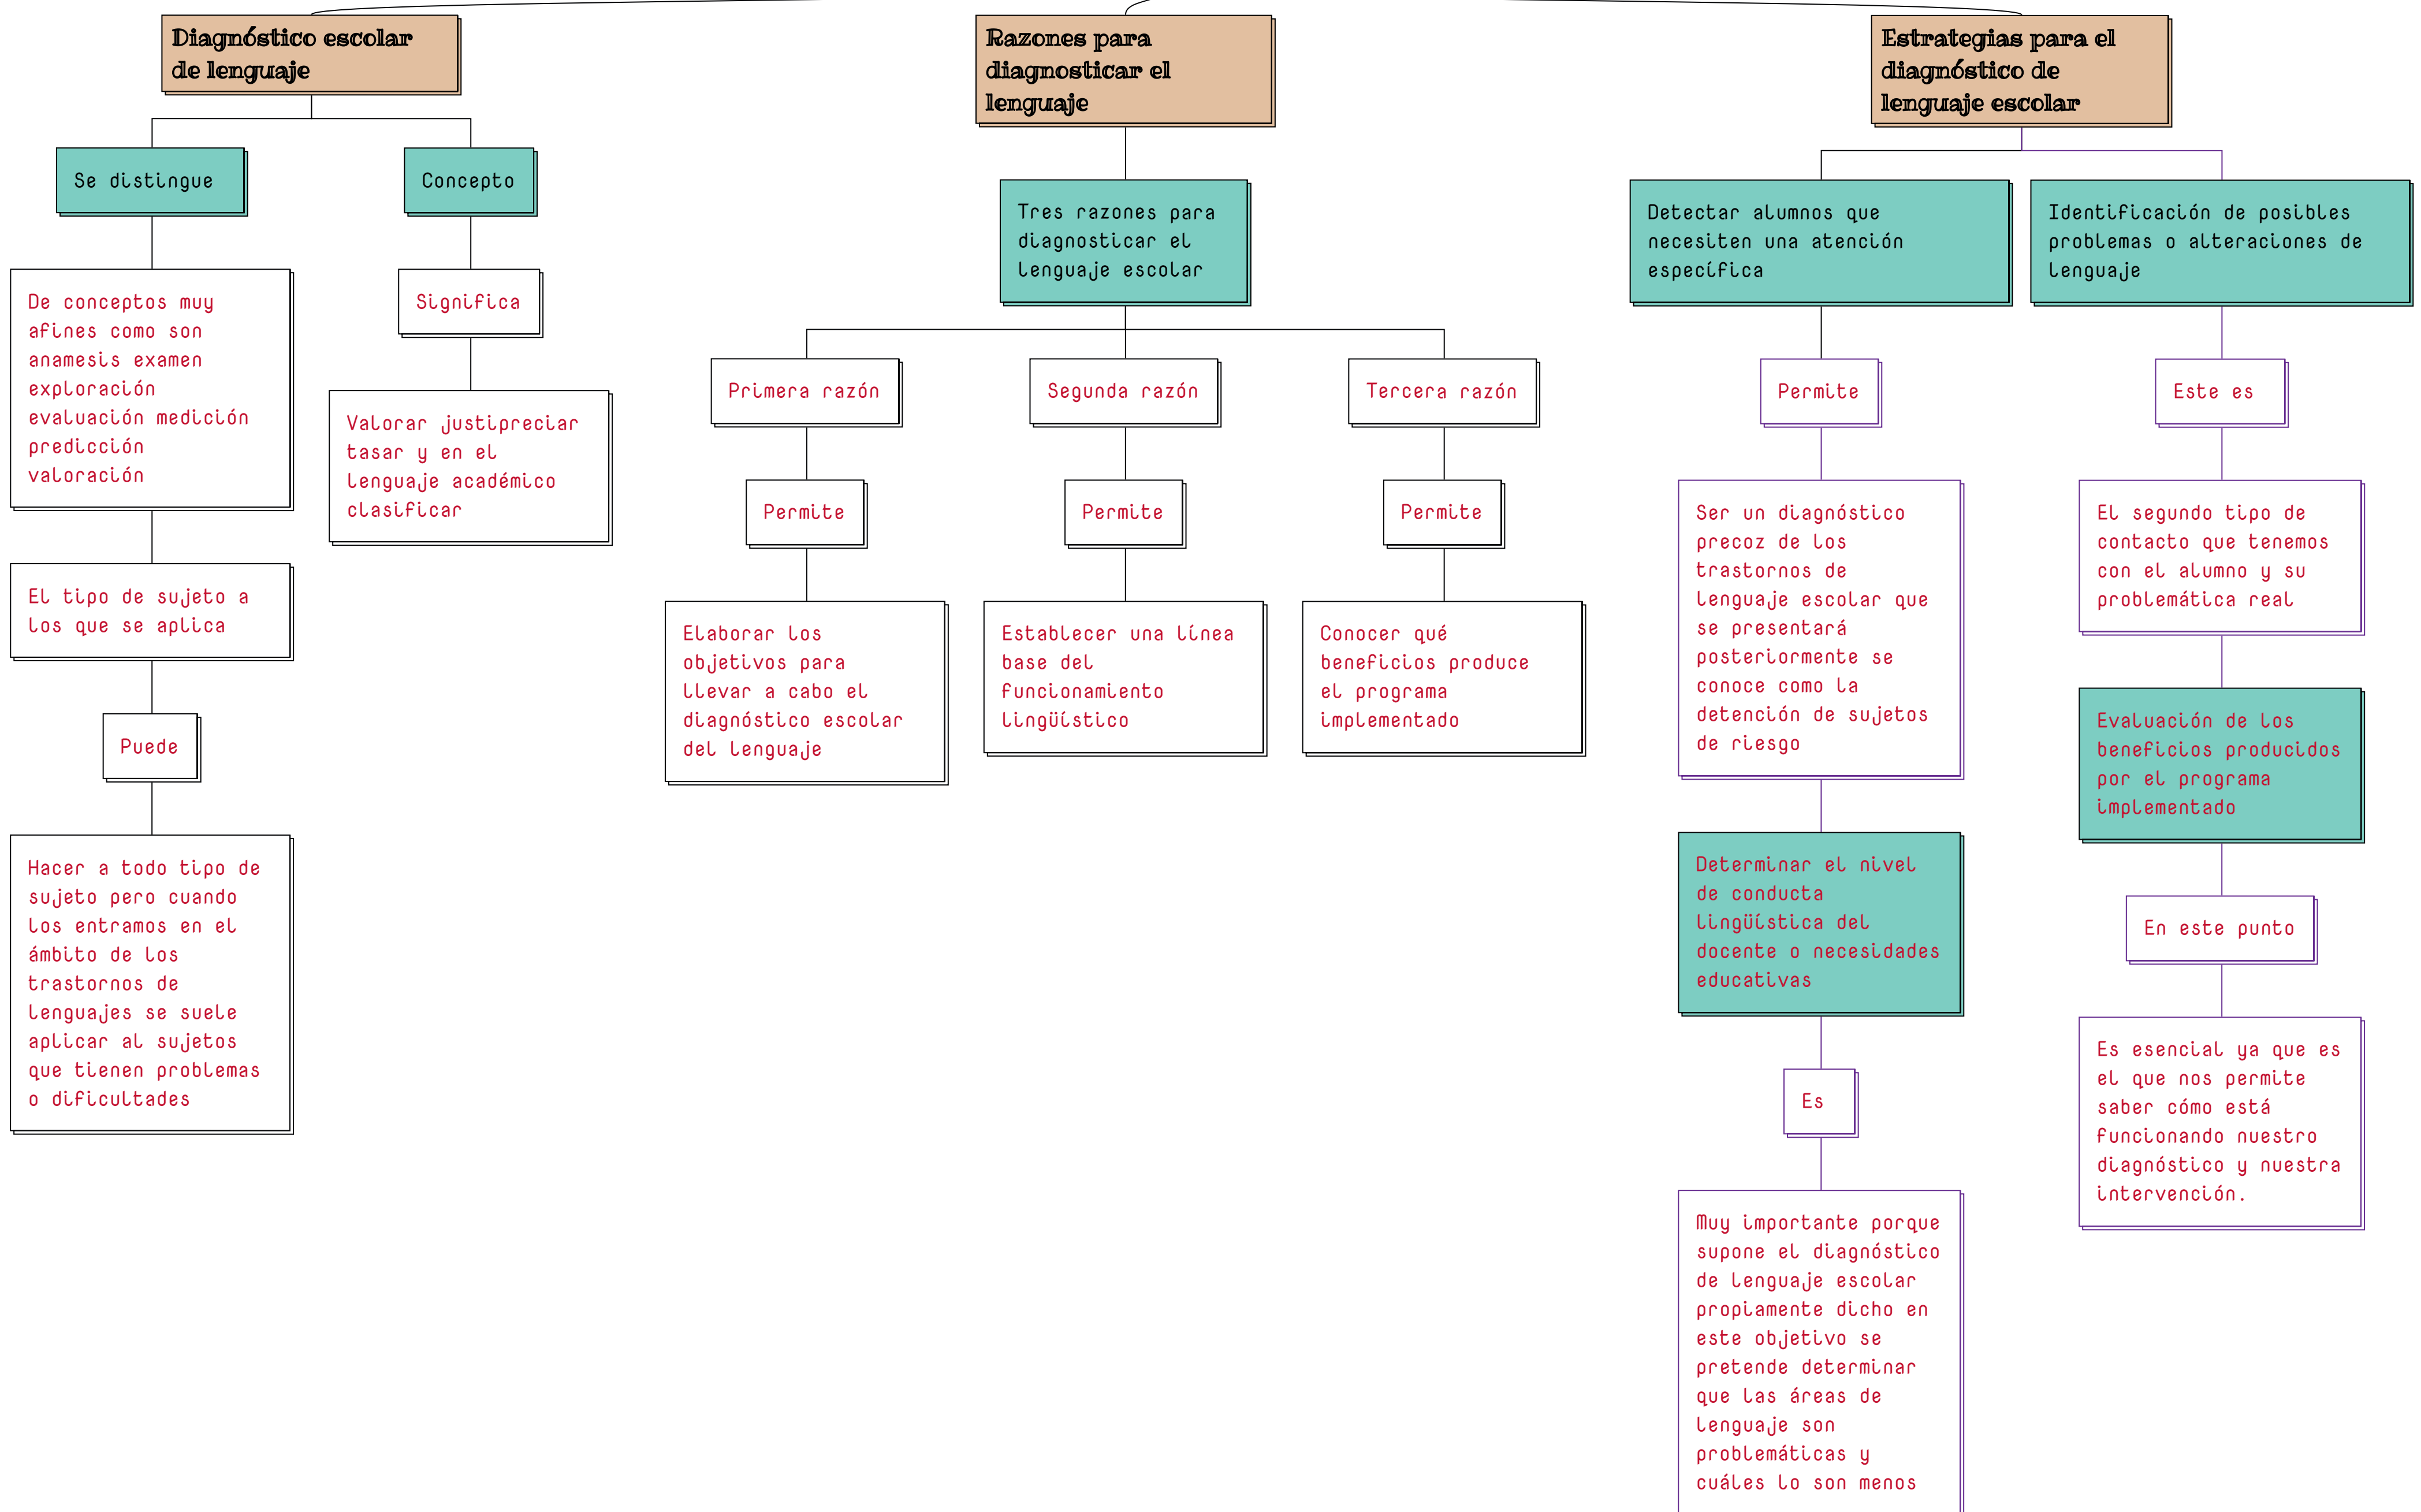 Diagnóstico escolar
de lenguaje
Se distingue
De conceptos muy
afines como son
anamesis examen
exploración
evaluación medición
predicción
valoración
El tipo de sujeto a
los que se aplica
Puede
Hacer a todo tipo de
sujeto pero cuando
los entramos en el
ámbito de los
trastornos de
lenguajes se suele
aplicar al sujetos
que tienen problemas
o dificultades
Concepto
Significa
Valorar justipreciar
tasar y en el
lenguaje académico
clasificar
Razones para
diagnosticar el
lenguaje
Tres razones para
diagnosticar el
lenguaje escolar
Primera razón
Permite
Elaborar los
objetivos para
llevar a cabo el
diagnóstico escolar
del lenguaje
Segunda razón
Permite
Establecer una línea
base del
funcionamiento
lingüístico
Tercera razón
Permite
Conocer qué
beneficios produce
el programa
implementado
Estrategias para el
diagnóstico de
lenguaje escolar
Detectar alumnos que
necesiten una atención
específica
Permite
Ser un diagnóstico
precoz de los
trastornos de
lenguaje escolar que
se presentará
posteriormente se
conoce como la
detención de sujetos
de riesgo
Determinar el nivel
de conducta
lingüística del
docente o necesidades
educativas
Es
Muy importante porque
supone el diagnóstico
de lenguaje escolar
propiamente dicho en
este objetivo se
pretende determinar
que las áreas de
lenguaje son
problemáticas y
cuáles lo son menos
Identificación de posibles
problemas o alteraciones de
lenguaje
Este es
El segundo tipo de
contacto que tenemos
con el alumno y su
problemática real
Evaluación de los
beneficios producidos
por el programa
implementado
En este punto
Es esencial ya que es
el que nos permite
saber cómo está
funcionando nuestro
diagnóstico y nuestra
intervención.